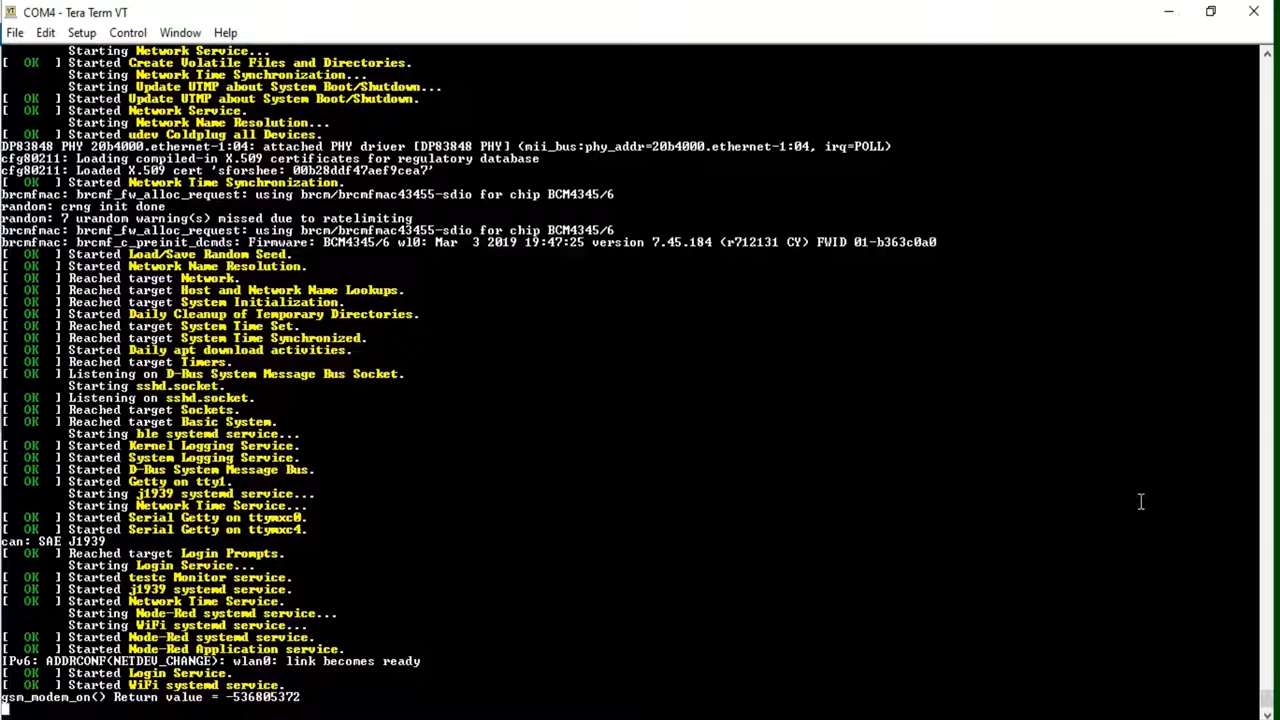 COM4 - Tera Term VT
File Edit Setup Control Window Help
Starting Network Service...
[ OK ] Started Create Volatile Files and Directories.
Starting Network Time Synchronization...
Starting Update UTMP about System Boot/Shutdown...
[ OK ] Started Update UTMP about System Boot/Shutdown.
[ OK ] Started Network Service.
Starting Network Name Resolution...
[ OK ] Started udev Coldplug all Devices.
DP83848 PHY 20b4000.ethernet-1:04: attached PHY driver [DP83848 PHY] (mii_bus:phy_addr=20b4000.ethernet-1:04, irq=POLL)
cfg80211: Loading compiled-in X.509 certificates for regulatory database
cfg80211: Loaded X.509 cert 'sforshee: 00b28ddf47aef9cea7'
[ OK ] Started Network Time Synchronization.
brcmfmac: brcmf_fw_alloc_request: using brcm/brcmfmac43455-sdio for chip BCM4345/6
random: crng init done
random: 7 urandom warning(s) missed due to ratelimiting
brcmfmac: brcmf_fw_alloc_request: using brcm/brcmfmac43455-sdio for chip BCM4345/6
brcmfmac: brcmf_c_preinit_dcmds: Firmware: BCM4345/6 wl0: Mar  3 2019 19:47:25 version 7.45.184 (r712131 CY) FWID 01-b363c0a0
[ OK ] Started Load/Save Random Seed.
[ OK ] Started Network Name Resolution.
[ OK ] Reached target Network.
[ OK ] Reached target Host and Network Name Lookups.
[ OK ] Reached target System Initialization.
[ OK ] Started Daily Cleanup of Temporary Directories.
[ OK ] Reached target System Time Set.
[ OK ] Reached target System Time Synchronized.
[ OK ] Started Daily apt download activities.
[ OK ] Reached target Timers.
[ OK ] Listening on D-Bus System Message Bus Socket.
Starting sshd.socket.
[ OK ] Listening on sshd.socket.
[ OK ] Reached target Sockets.
[ OK ] Reached target Basic System.
Starting ble systemd service...
[ OK ] Started Kernel Logging Service.
[ OK ] Started System Logging Service.
[ OK ] Started D-Bus System Message Bus.
[ OK ] Started Getty on tty1.
Starting j1939 systemd service...
Starting Network Time Service...
[ OK ] Started Serial Getty on ttymxc0.
[ OK ] Started Serial Getty on ttymxc4.
can: SAE J1939
[ OK ] Reached target Login Prompts.
Starting Login Service...
[ OK ] Started testc Monitor service.
[ OK ] Started j1939 systemd service.
[ OK ] Started Network Time Service.
Starting Node-Red systemd service...
Starting WiFi systemd service...
[ OK ] Started Node-Red systemd service.
[ OK ] Started Node-Red Application service.
IPv6: ADDRCONF(NETDEV_CHANGE): wlan0: link becomes ready
[ OK ] Started Login Service.
[ OK ] Started WiFi systemd service.
gsm_modem_on() Return value = -536805372